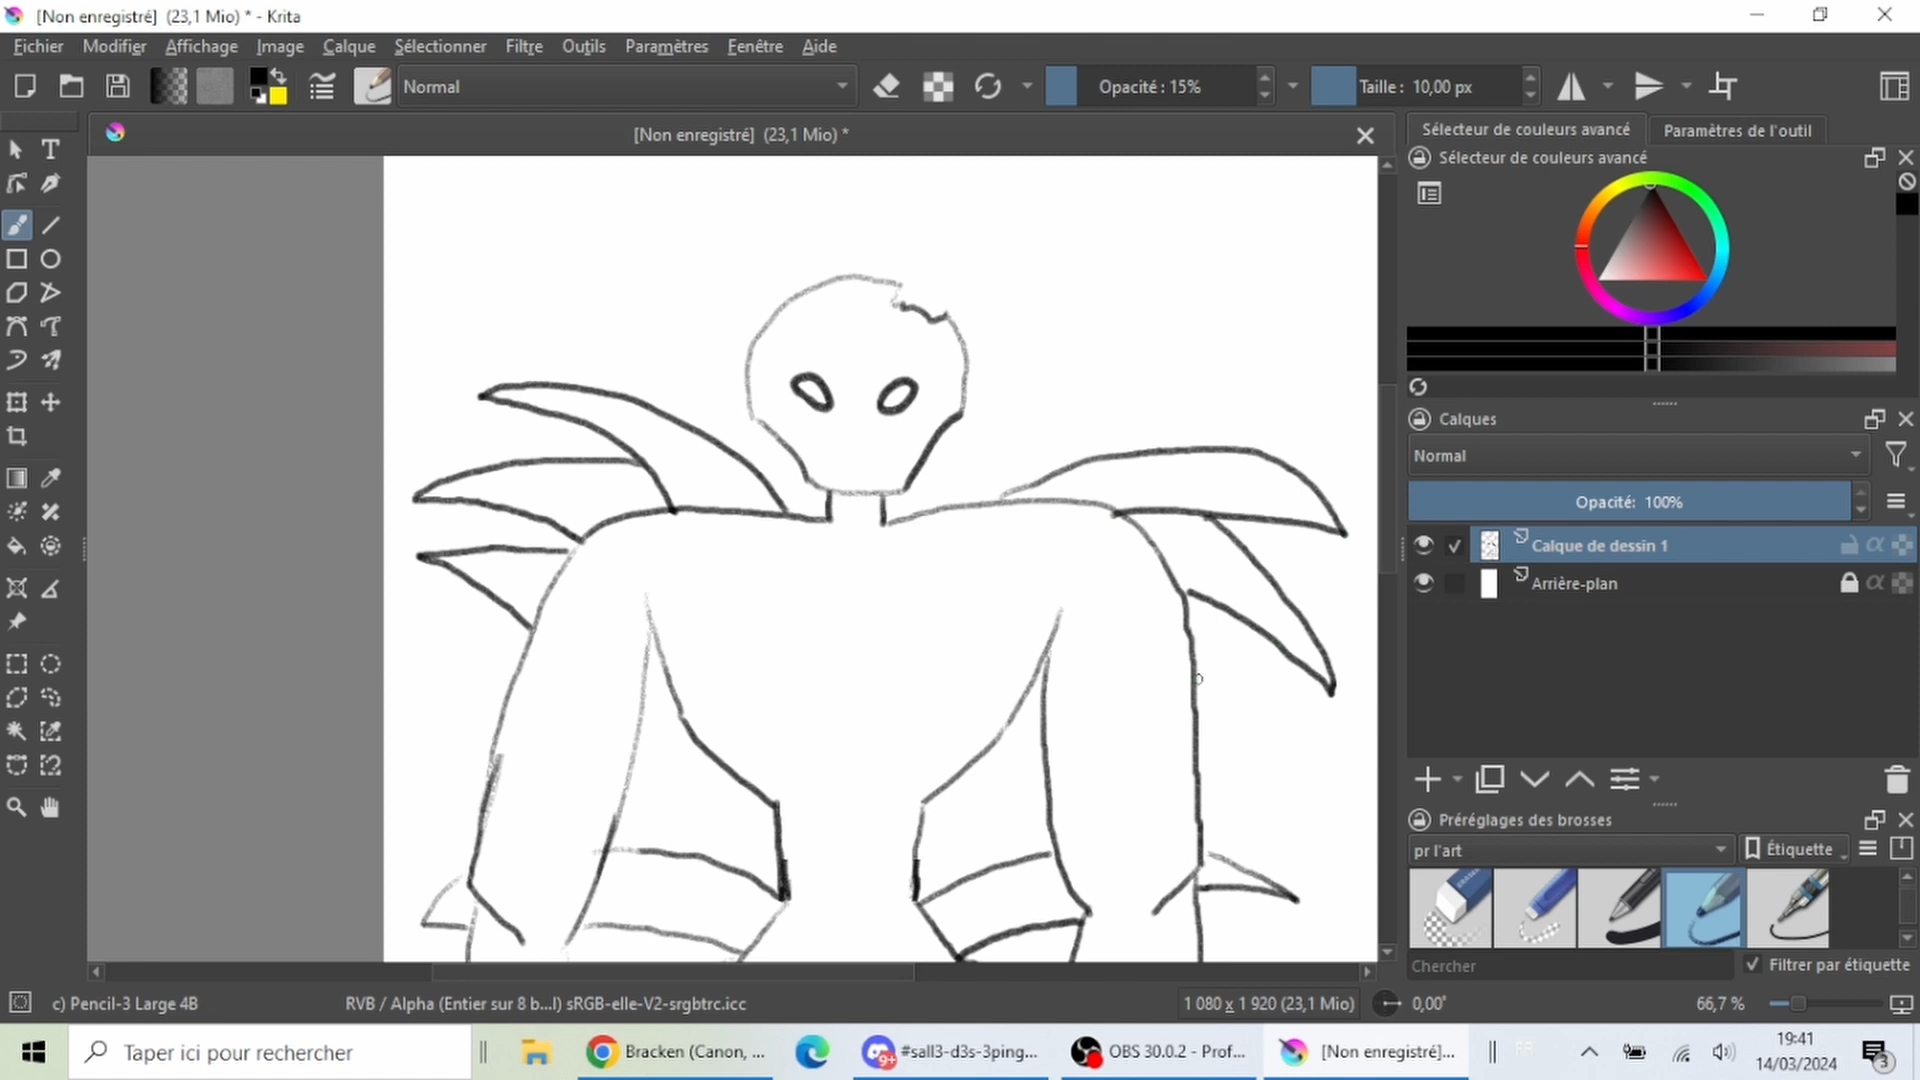 [Non enregistré] (23,1 Mio) * - Krita
Fichier Modifier Affichage Image Calque Sélectionner Filtre Outils Paramètres Fenêtre Aide
Normal Opacité : 15% Taille : 10,00 px
[Non enregistré] (23,1 Mio) *
Sélecteur de couleurs avancé Paramètres de l'outil
Sélecteur de couleurs avancé
Calques
Normal
Opacité: 100%
Calque de dessin 1
Arrière-plan
Préréglages des brosses
pr l'art Étiquette
Chercher Filtrer par étiquette
c) Pencil-3 Large 4B RVB / Alpha (Entier sur 8 b...l) sRGB-elle-V2-srgbtrc.icc 1 080 x 1 920 (23,1 Mio) 0,00° 66,7 %
Taper ici pour rechercher Bracken (Canon, ... 9+ #sall3-d3s-3ping... OBS 30.0.2 - Prof... [Non enregistré]... 19:41
14/03/2024 3